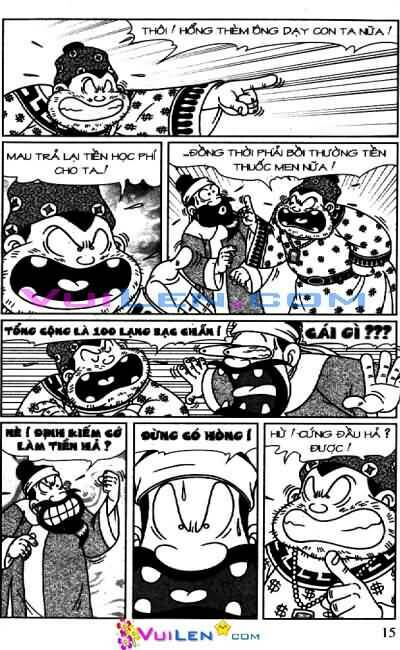 THÔI! HỔNG THÈM ÔNG DẠY CON TA NỮA!
MAU TRẢ LẠI TIỀN HỌC PHÍ
CHO TA...!
...ĐỒNG THỜI PHẢI BỒI THƯỜNG TIỀN
THUỐC MEN NỮA!
VUILEN.COM
TỔNG CỘNG LÀ 100 LẠNG BẠC CHẴN!
CÁI GÌ???
HÈ! ĐỊNH KIẾM CỚ
LÀM TIỀN HẢ?
ĐỪNG CÓ HÒNG!
HỪ! CỨNG ĐẦU HẢ?
ĐƯỢC!
15
VUILEN.COM